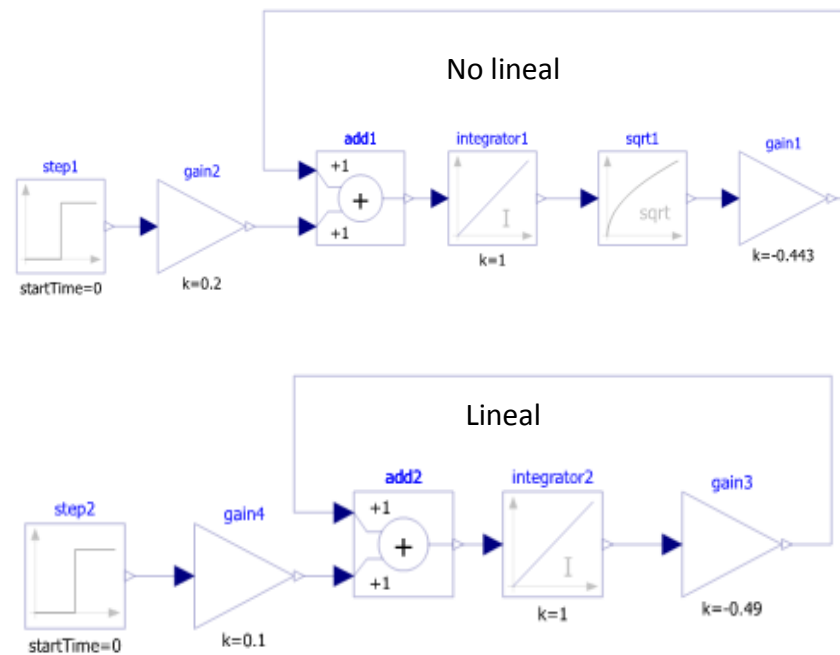 No lineal
step1
gain2
add1
integrator1
sqrt1
gain1
+1
+
+1
I
sqrt
startTime=0
k=0.2
k=1
k=-0.443
Lineal
step2
gain4
add2
integrator2
gain3
+1
+
+1
I
startTime=0
k=0.1
k=1
k=-0.49